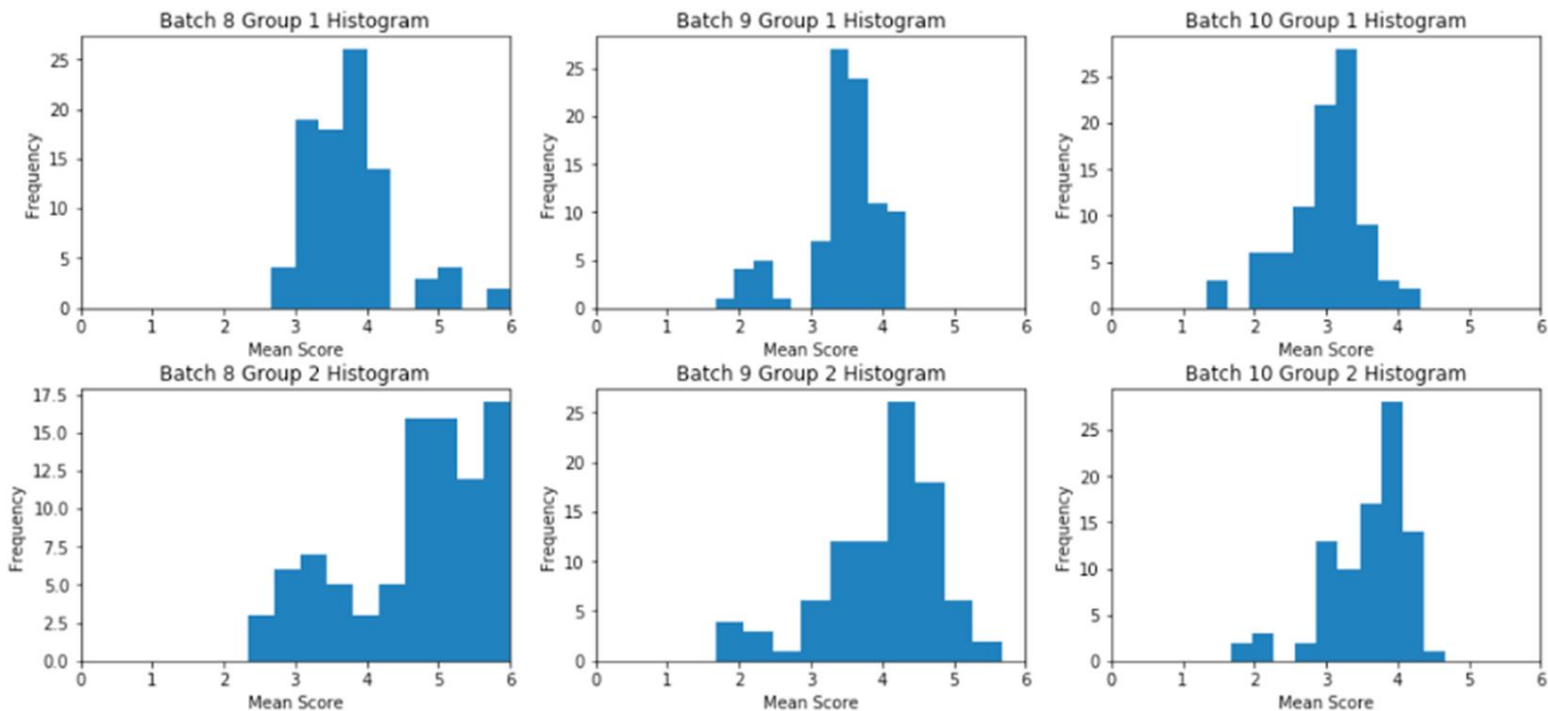 Batch 8 Group 1 Histogram
Frequency
25
20
15
10
5
0
0 1 2 3 4 5 6
Mean Score
Batch 9 Group 1 Histogram
Frequency
25
20
15
10
5
0
0 1 2 3 4 5 6
Mean Score
Batch 10 Group 1 Histogram
Frequency
25
20
15
10
5
0
0 1 2 3 4 5 6
Mean Score
Batch 8 Group 2 Histogram
Frequency
17.5
15.0
12.5
10.0
7.5
5.0
2.5
0.0
0 1 2 3 4 5 6
Mean Score
Batch 9 Group 2 Histogram
Frequency
25
20
15
10
5
0
0 1 2 3 4 5 6
Mean Score
Batch 10 Group 2 Histogram
Frequency
25
20
15
10
5
0
0 1 2 3 4 5 6
Mean Score